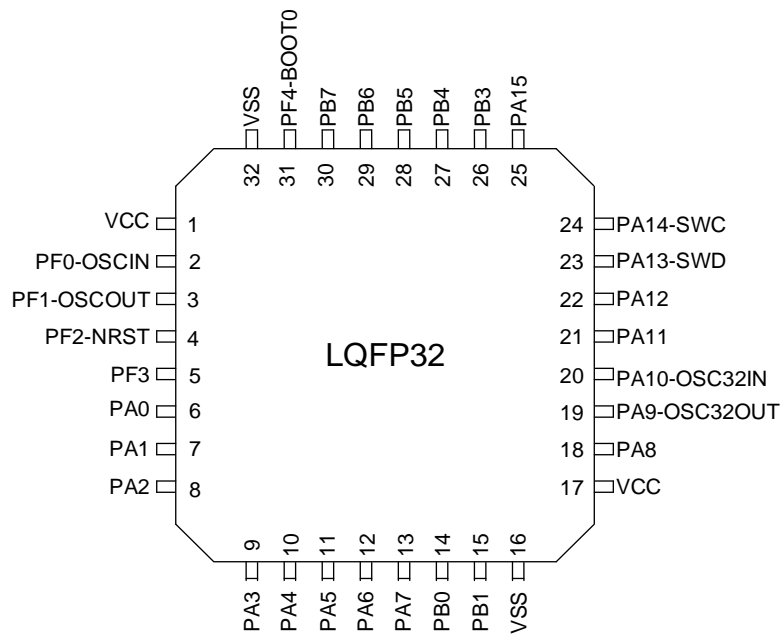 VSS
PF4-BOOT0
PB7
PB6
PB5
PB4
PB3
PA15
32
31
30
29
28
27
26
25
VCC 1
PF0-OSCIN 2
PF1-OSCOUT 3
PF2-NRST 4
PF3 5
PA0 6
PA1 7
PA2 8
LQFP32
24 PA14-SWC
23 PA13-SWD
22 PA12
21 PA11
20 PA10-OSC32IN
19 PA9-OSC32OUT
18 PA8
17 VCC
9
10
11
12
13
14
15
16
PA3
PA4
PA5
PA6
PA7
PB0
PB1
VSS